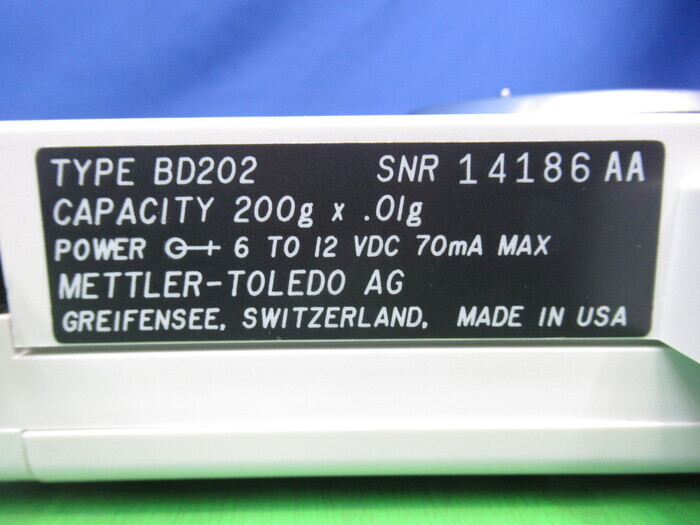 TYPE BD202 SNR 14186 AA
CAPACITY 200g x .01g
POWER 6 TO 12 VDC 70mA MAX
METTLER-TOLEDO AG
GREIFENSEE, SWITZERLAND, MADE IN USA